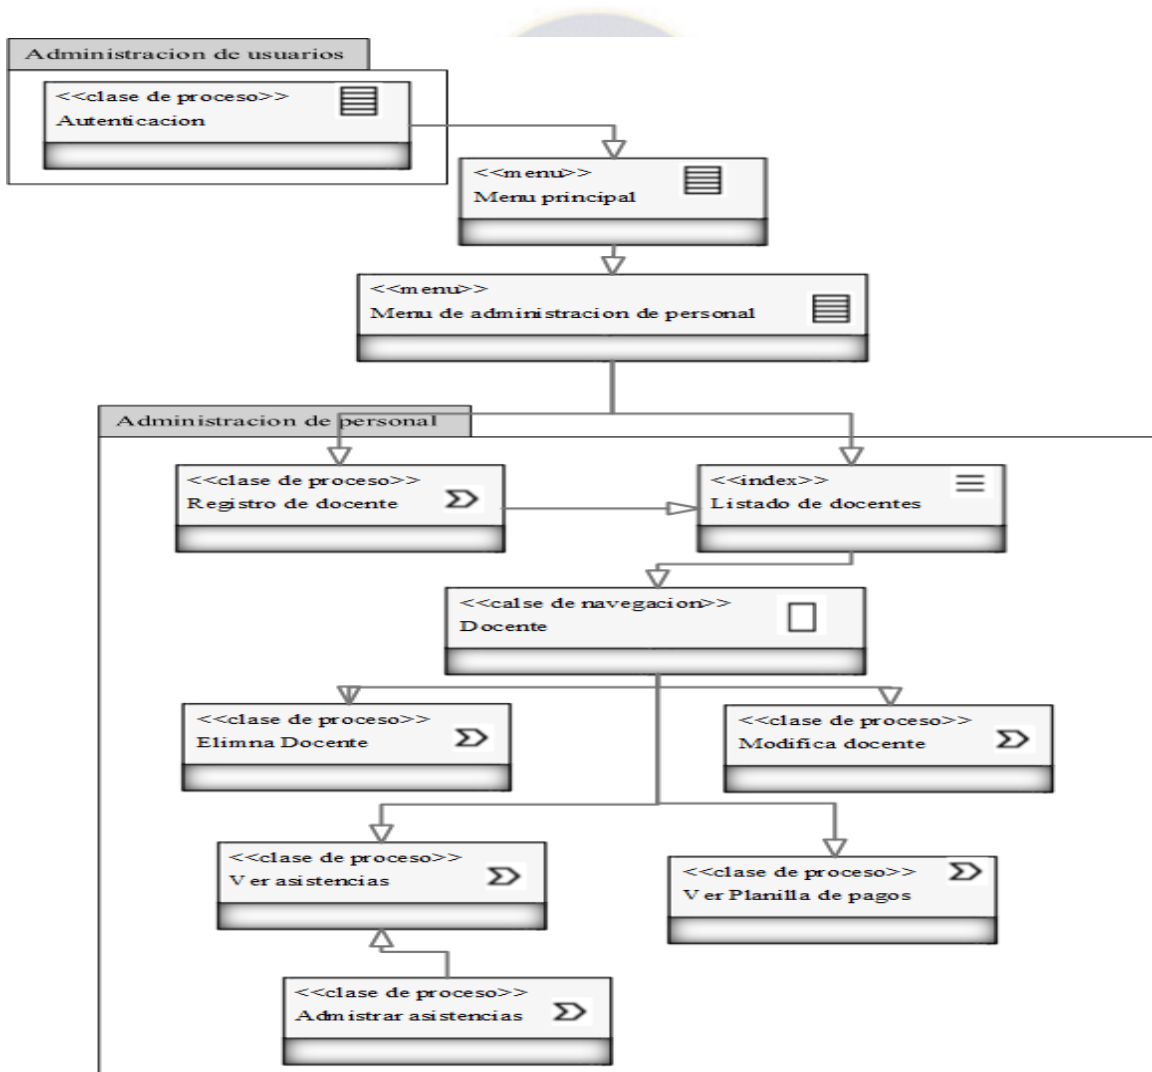 Administracion de usuarios
<<clase de proceso>>
Autenticacion
<<menu>>
Menu principal
<<menu>>
Menu de administracion de personal
Administracion de personal
<<clase de proceso>>
Registro de docente
<<index>>
Listado de docentes
<<calse de navegacion>>
Docente
<<clase de proceso>>
Elimna Docente
<<clase de proceso>>
Modifica docente
<<clase de proceso>>
Ver asistencias
<<clase de proceso>>
Ver Planilla de pagos
<<clase de proceso>>
Admistrar asistencias